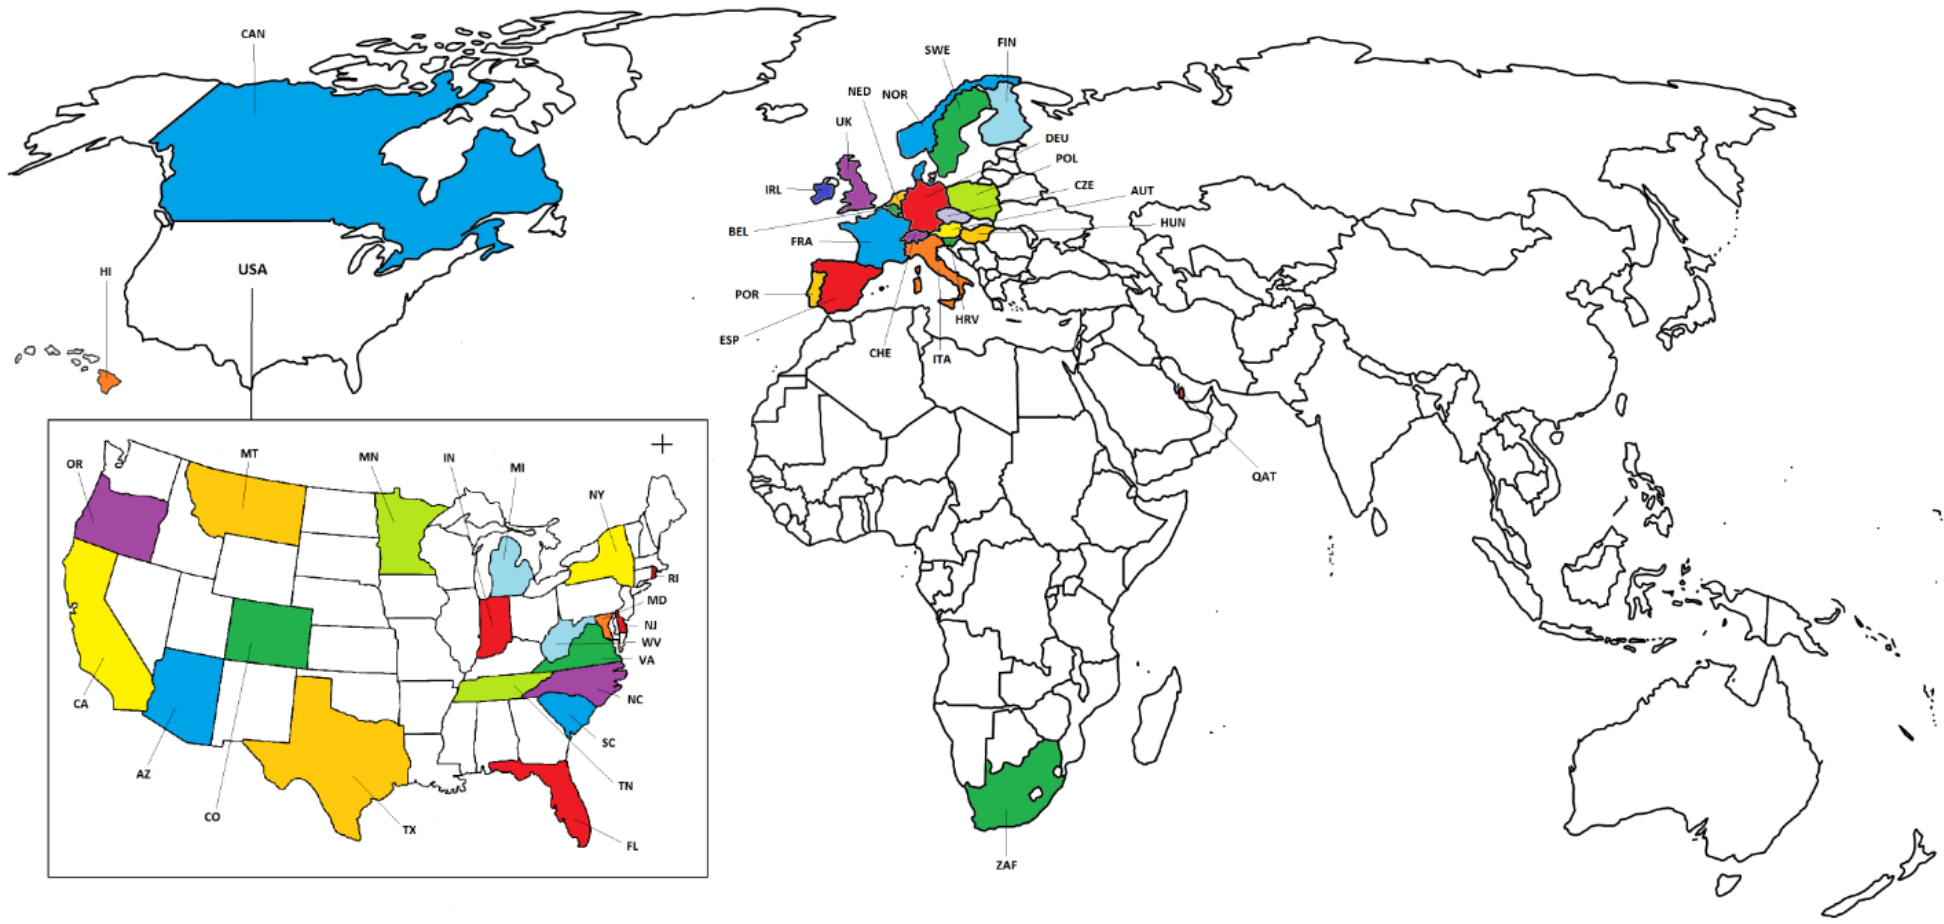 CAN
FIN
SWE
NED
NOR
UK
DEU
POL
IRL
CZE
AUT
HUN
BEL
FRA
HI
USA
POR
HRV
ESP
CHE
ITA
QAT
ZAF
OR
MT
MN
IN
MI
NY
RI
MD
NJ
WV
VA
NC
CA
SC
AZ
TN
CO
TX
FL